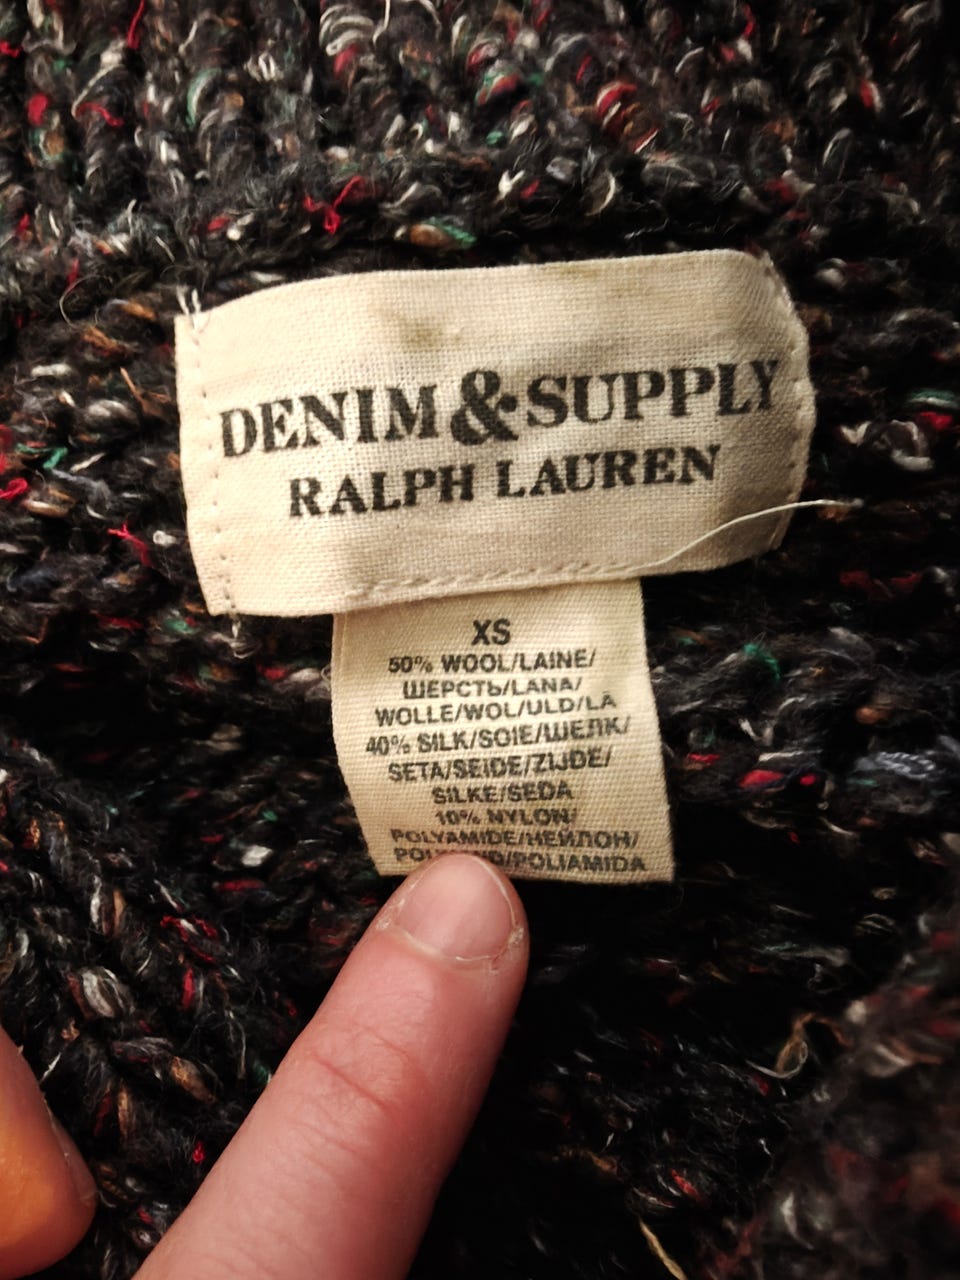 DENIM & SUPPLY
RALPH LAUREN
XS
50% WOOL/LAINE/
ШЕРСТЬ/LANA/
WOLLE/WOL/ULD/LÃ
40% SILK/SOIE/ШЕЛК/
SETA/SEIDE/ZIJDE/
SILKE/SEDA
10% NYLON/
POLYAMIDE/НЕЙЛОН/
/POLIAMIDA